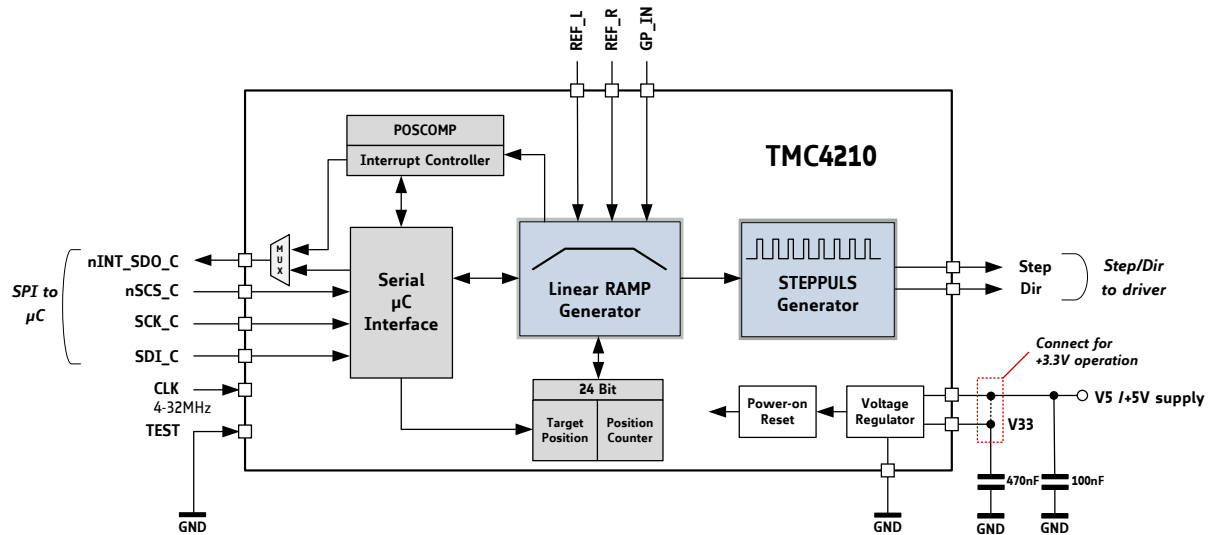 REF_L
REF_R
GP_IN
TMC4210
POSCOMP
Interrupt Controller
MUX
nINT_SDO_C
nSCS_C
SCK_C
SDI_C
SPI to
µC
CLK
4-32MHz
TEST
GND
Serial
µC
Interface
Linear RAMP
Generator
STEPPULS
Generator
Step
Dir
Step/Dir
to driver
24 Bit
Target
Position
Position
Counter
Power-on
Reset
Voltage
Regulator
Connect for
+3.3V operation
V5 /+5V supply
V33
470nF
100nF
GND
GND
GND